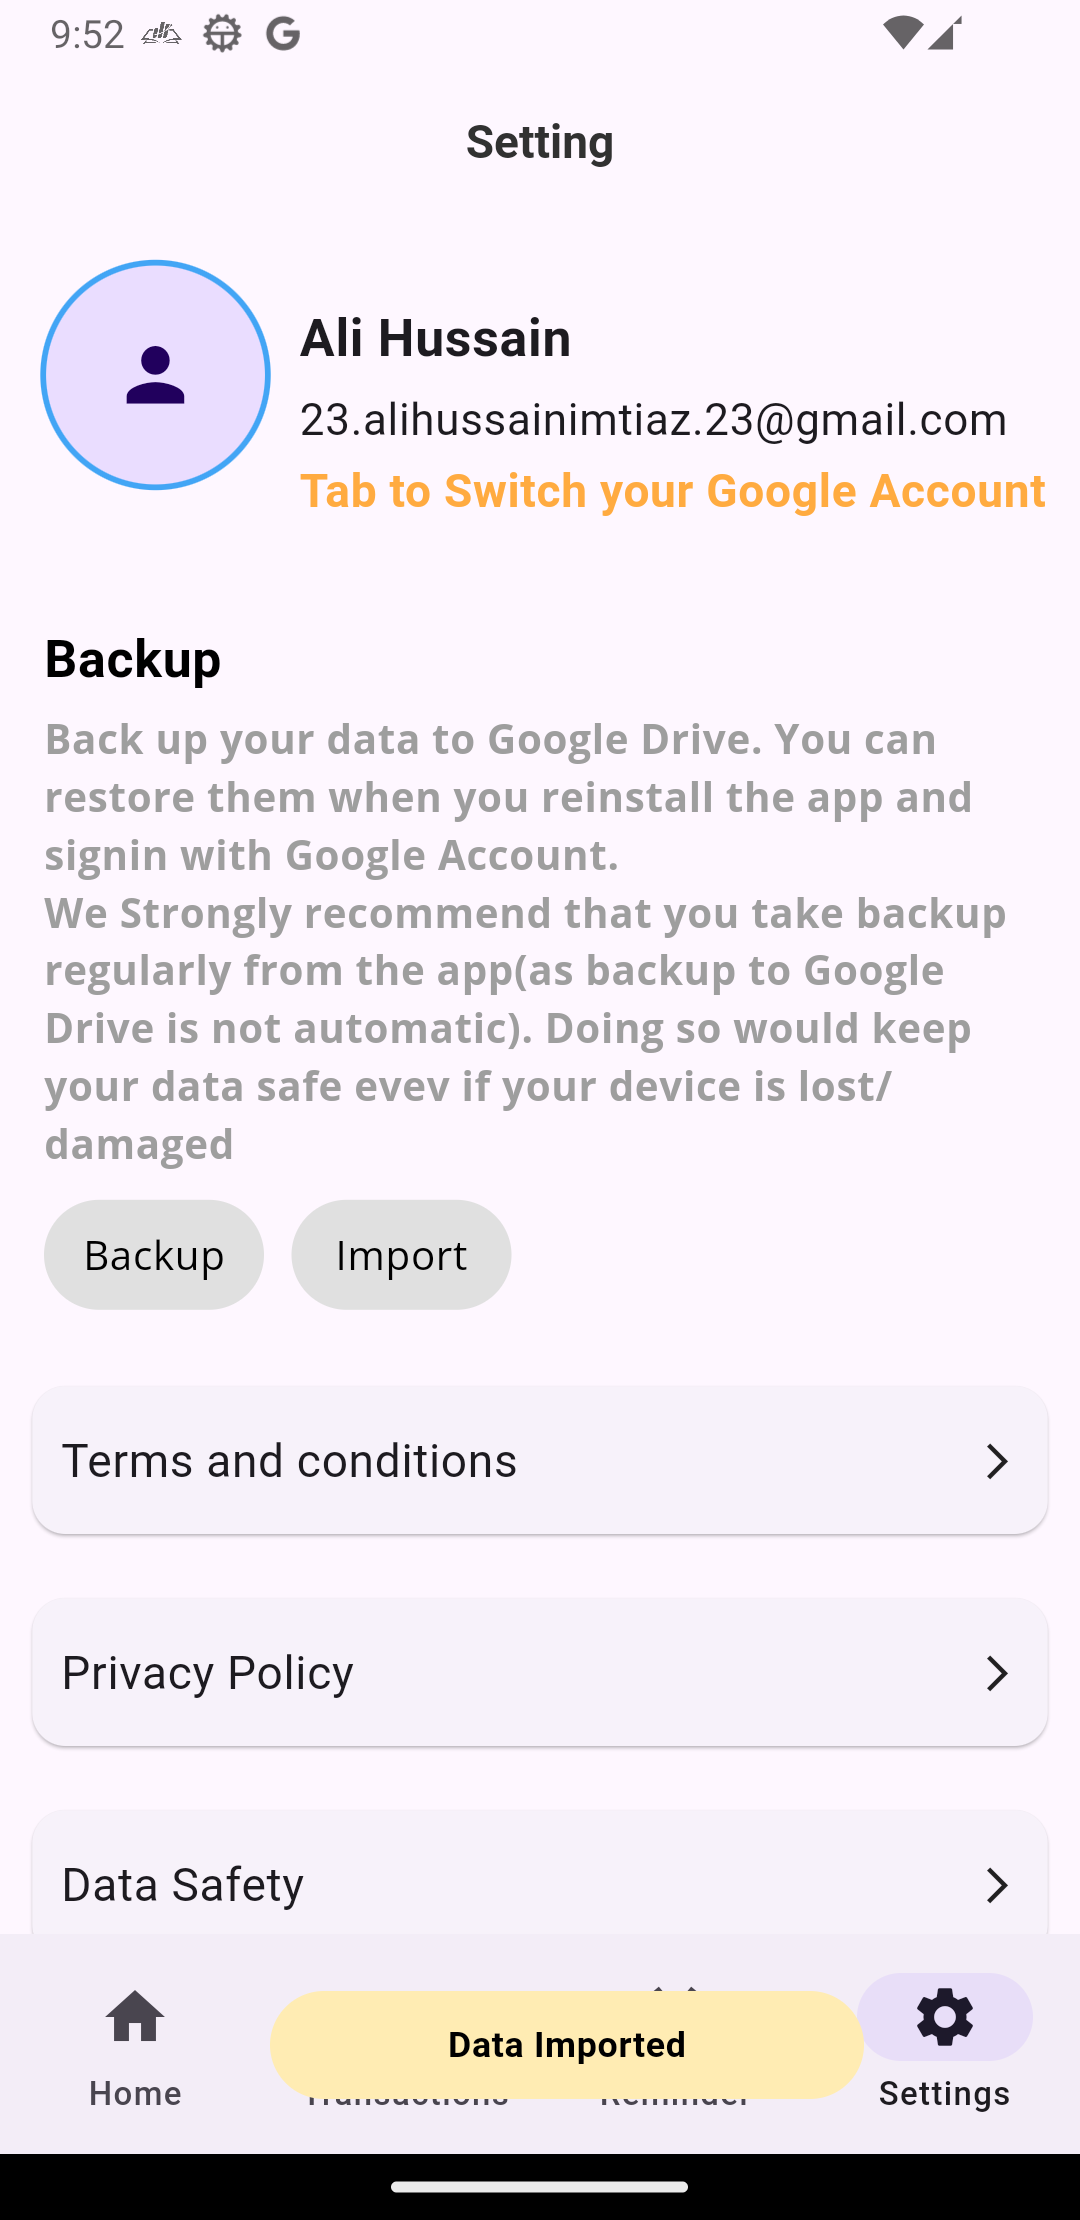 9:52
Setting
Ali Hussain
23.alihussainimtiaz.23@gmail.com
Tab to Switch your Google Account
Backup
Back up your data to Google Drive. You can
restore them when you reinstall the app and
signin with Google Account.
We Strongly recommend that you take backup
regularly from the app(as backup to Google
Drive is not automatic). Doing so would keep
your data safe evev if your device is lost/
damaged
Backup
Import
Terms and conditions
Privacy Policy
Data Safety
Data Imported
Home
Transactions
Reminder
Settings